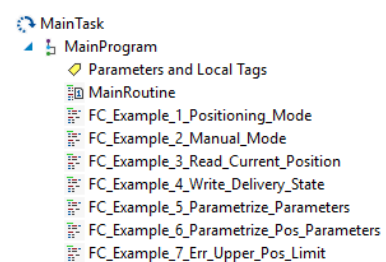 MainTask
MainProgram
Parameters and Local Tags
MainRoutine
FC_Example_1_Positioning_Mode
FC_Example_2_Manual_Mode
FC_Example_3_Read_Current_Position
FC_Example_4_Write_Delivery_State
FC_Example_5_Parametrize_Parameters
FC_Example_6_Parametrize_Pos_Parameters
FC_Example_7_Err_Upper_Pos_Limit